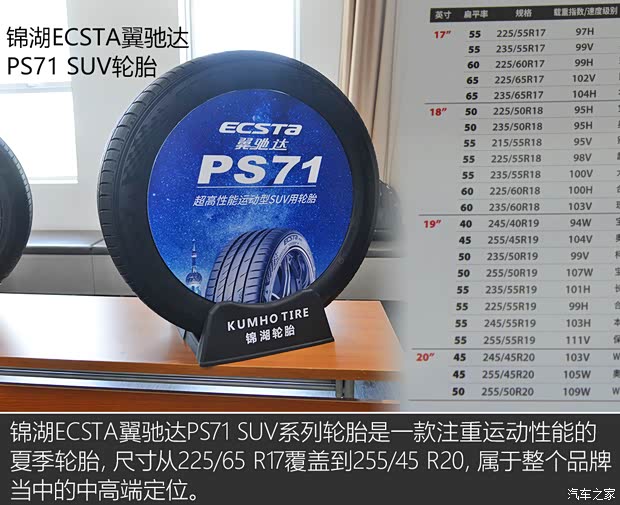 锦湖ECSTA翼驰达
PS71 SUV轮胎
ECSTA
翼驰达
PS71
超高性能运动型SUV用轮胎
ECSTA
KUMHO TIRE
锦湖轮胎
英寸 扁平率 规格 载重指数/速度级别
17" 55 225/55R17 97H
55 235/55R17 99V
60 225/60R17 99H
65 225/65R17 102V
65 235/65R17 104H
18" 50 225/50R18 95H
50 235/50R18 95H
55 215/55R18 95V
55 225/55R18 98V
55 235/55R18 100V
60 225/60R18 100H
60 235/60R18 103V
19" 40 245/40R19 94W
45 255/45R19 104V
50 235/50R19 99V
50 255/50R19 107W
55 235/55R19 101H
55 225/55R19 99H
55 245/55R19 103H
55 255/55R19 111V
20" 45 245/45R20 103V
45 255/45R20 105W
50 255/50R20 109W
锦湖ECSTA翼驰达PS71 SUV系列轮胎是一款注重运动性能的
夏季轮胎, 尺寸从225/65 R17覆盖到255/45 R20, 属于整个品牌
当中的中高端定位。
汽车之家